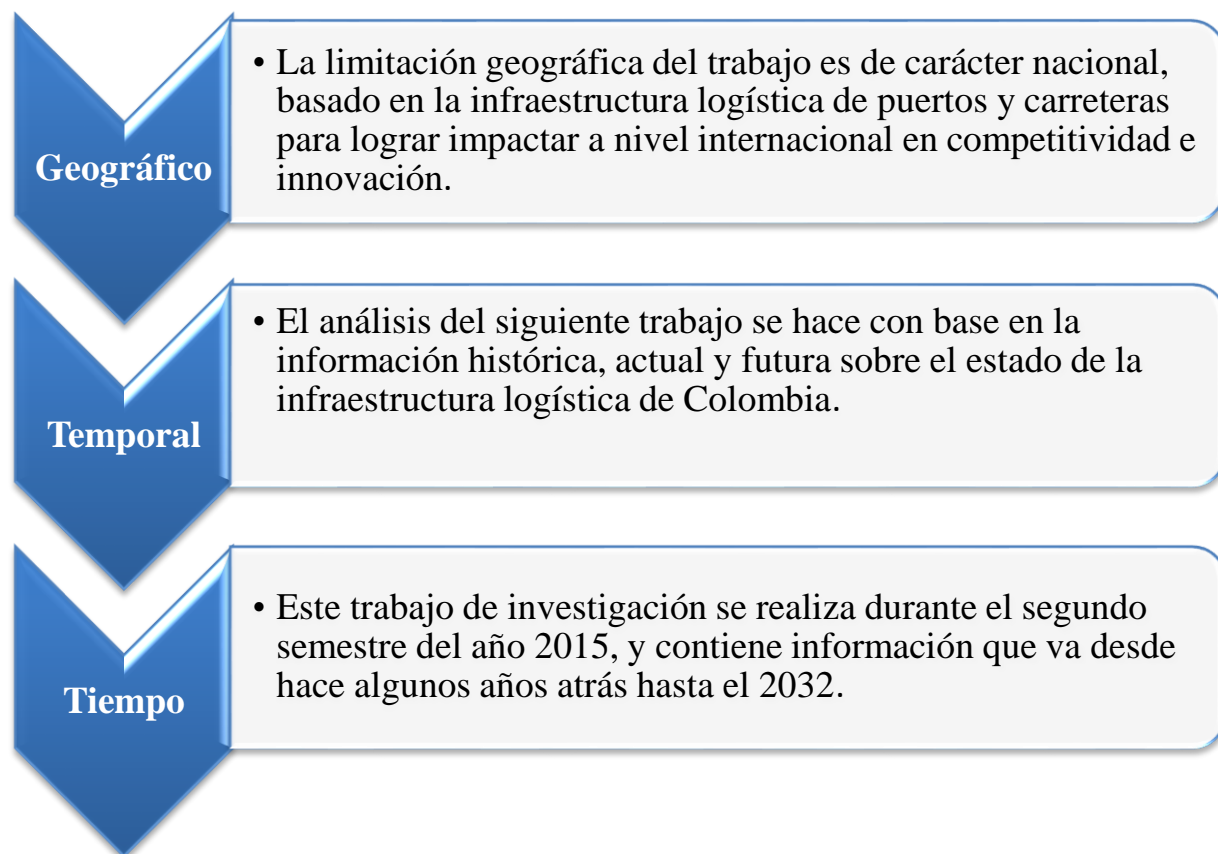 Geográfico
• La limitación geográfica del trabajo es de carácter nacional,
basado en la infraestructura logística de puertos y carreteras
para lograr impactar a nivel internacional en competitividad e
innovación.
Temporal
• El análisis del siguiente trabajo se hace con base en la
información histórica, actual y futura sobre el estado de la
infraestructura logística de Colombia.
Tiempo
• Este trabajo de investigación se realiza durante el segundo
semestre del año 2015, y contiene información que va desde
hace algunos años atrás hasta el 2032.